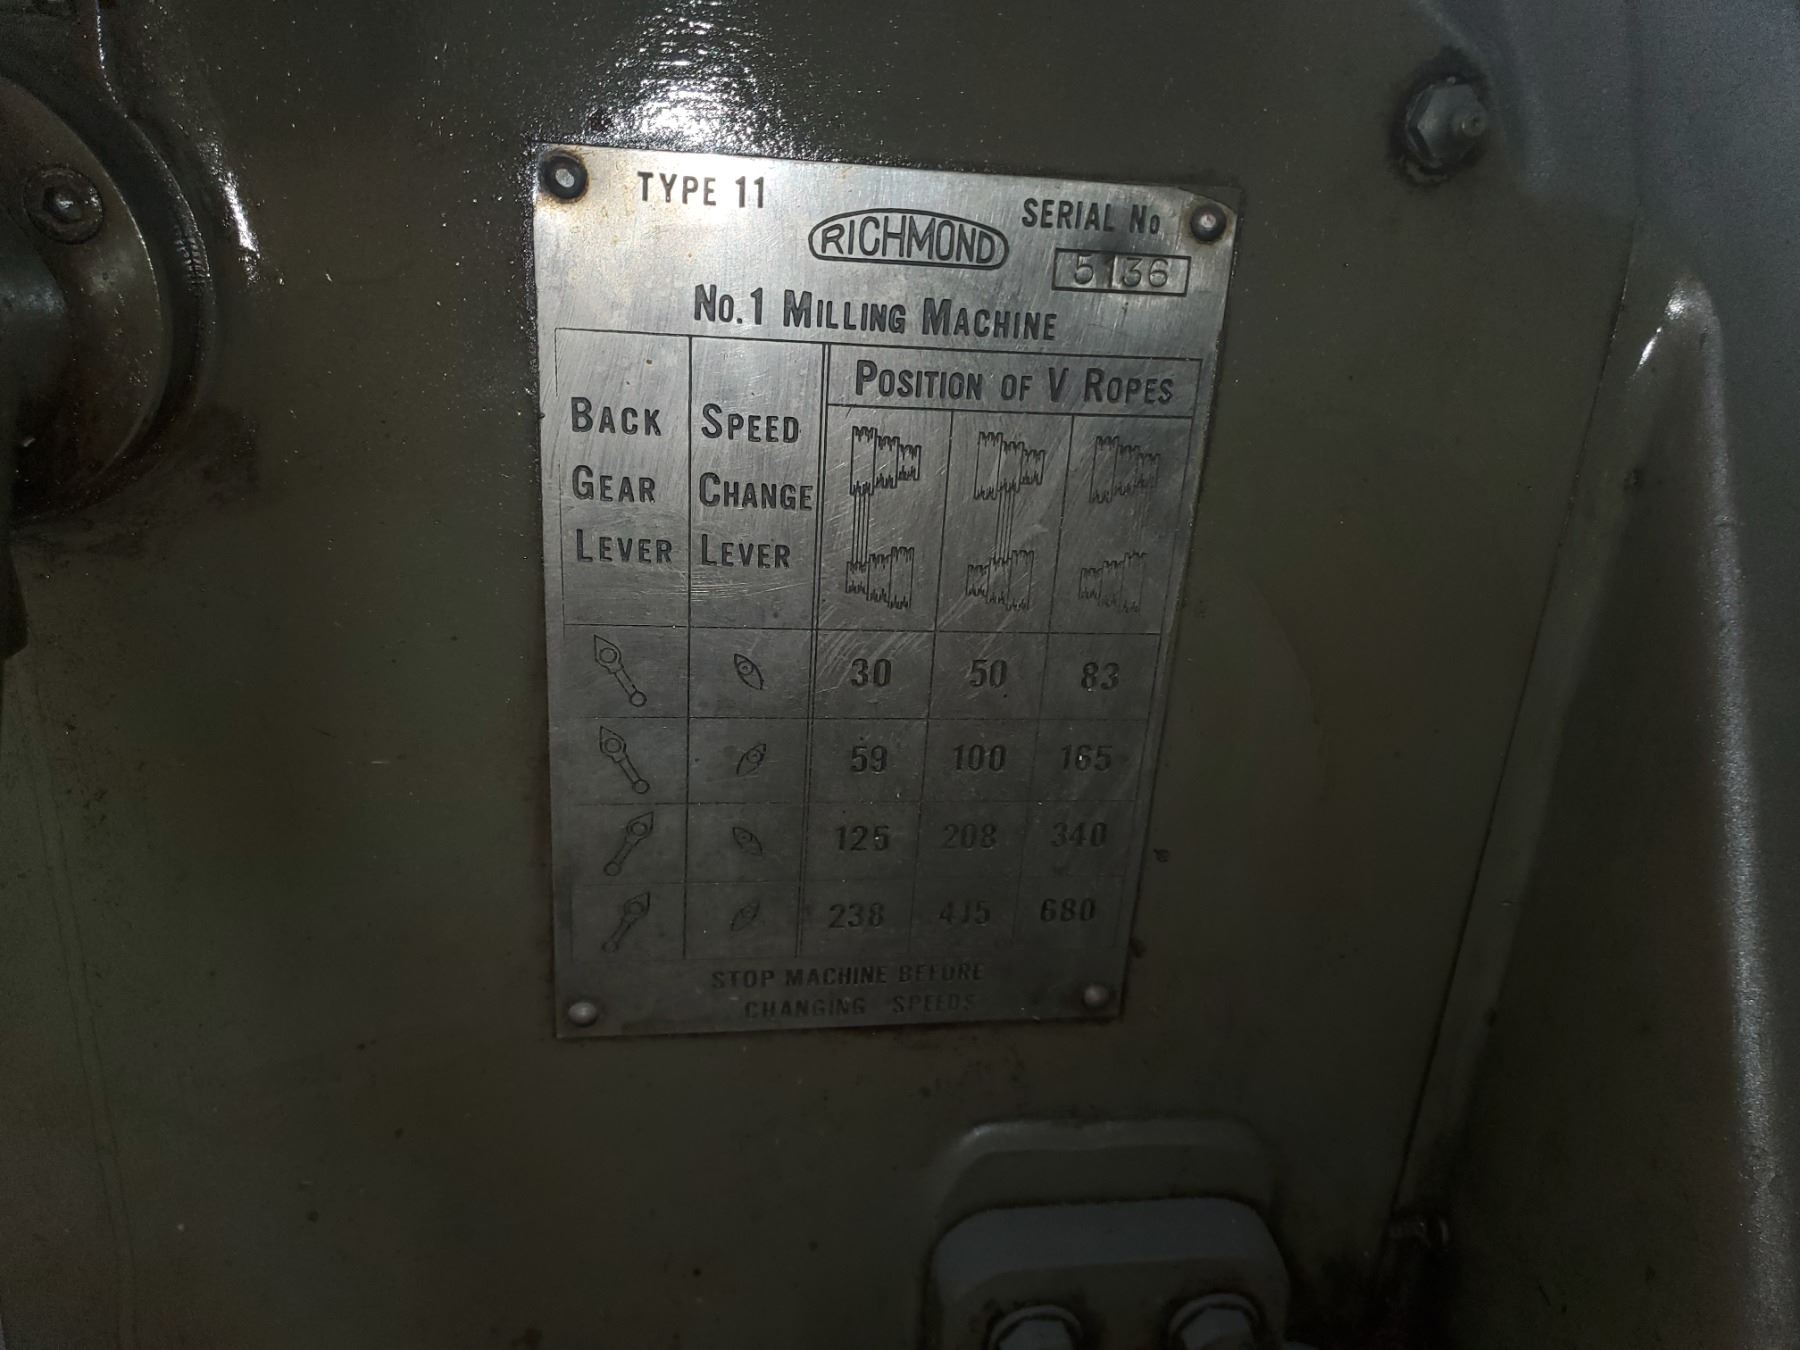 TYPE 11
RICHMOND
SERIAL No
5136
No.1 MILLING MACHINE
BACK GEAR LEVER
SPEED CHANGE LEVER
POSITION OF V ROPES
30 50 83
59 100 165
125 208 340
238 415 680
STOP MACHINE BEFORE
CHANGING SPEEDS